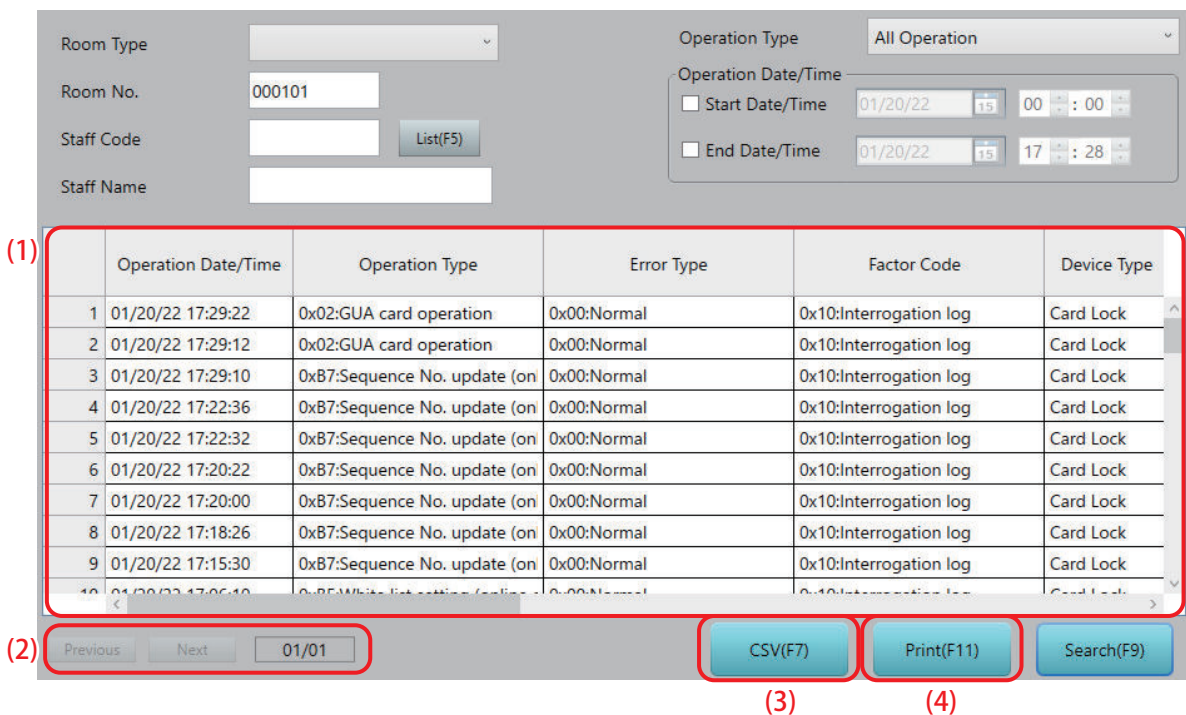 Room Type
Operation Type All Operation
Operation Date/Time
Room No. 000101
Start Date/Time 01/20/22 15 00 : 00
Staff Code List(F5)
End Date/Time 01/20/22 15 17 : 28
Staff Name
(1)
Operation Date/Time Operation Type Error Type Factor Code Device Type
1 01/20/22 17:29:22 0x02:GUA card operation 0x00:Normal 0x10:Interrogation log Card Lock
2 01/20/22 17:29:12 0x02:GUA card operation 0x00:Normal 0x10:Interrogation log Card Lock
3 01/20/22 17:29:10 0xB7:Sequence No. update (on 0x00:Normal 0x10:Interrogation log Card Lock
4 01/20/22 17:22:36 0xB7:Sequence No. update (on 0x00:Normal 0x10:Interrogation log Card Lock
5 01/20/22 17:22:32 0xB7:Sequence No. update (on 0x00:Normal 0x10:Interrogation log Card Lock
6 01/20/22 17:20:22 0xB7:Sequence No. update (on 0x00:Normal 0x10:Interrogation log Card Lock
7 01/20/22 17:20:00 0xB7:Sequence No. update (on 0x00:Normal 0x10:Interrogation log Card Lock
8 01/20/22 17:18:26 0xB7:Sequence No. update (on 0x00:Normal 0x10:Interrogation log Card Lock
9 01/20/22 17:15:30 0xB7:Sequence No. update (on 0x00:Normal 0x10:Interrogation log Card Lock
(2) Previous Next 01/01 CSV(F7) Print(F11) Search(F9)
(3) (4)